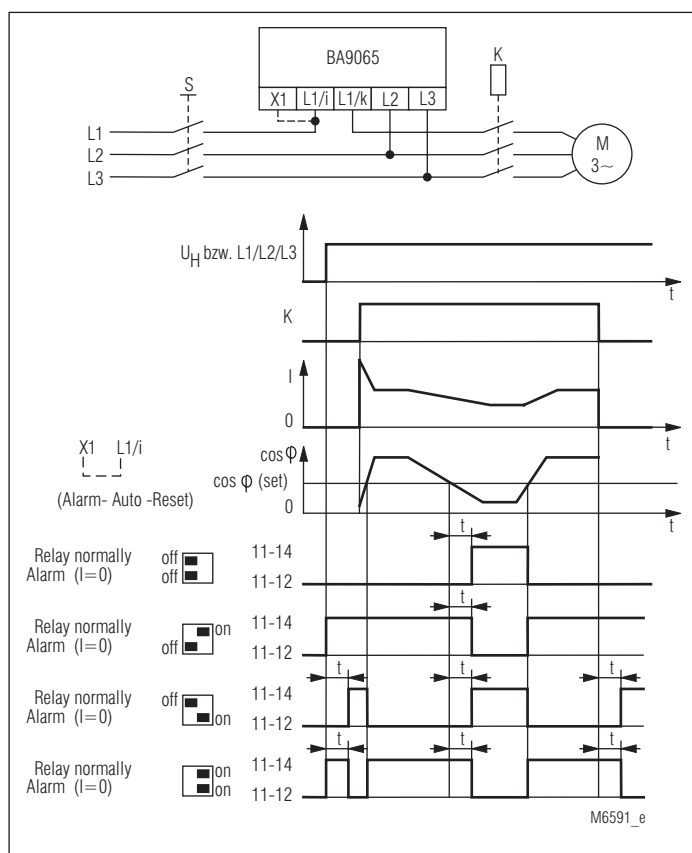 BA9065
X1 L1/i L1/k L2 L3
S
K
L1
L2
L3
M
3~
UH bzw. L1/L2/L3
t
K
I
0
t
X1 L1/i
(Alarm- Auto -Reset)
cos φ
cos φ (set)
0
t
t
Relay normally off 11-14
Alarm (I=0) off 11-12
t
Relay normally on 11-14
Alarm (I=0) off 11-12
t t t
Relay normally off 11-14
Alarm (I=0) on 11-12
t t t
Relay normally on 11-14
Alarm (I=0) on 11-12
M6591_e